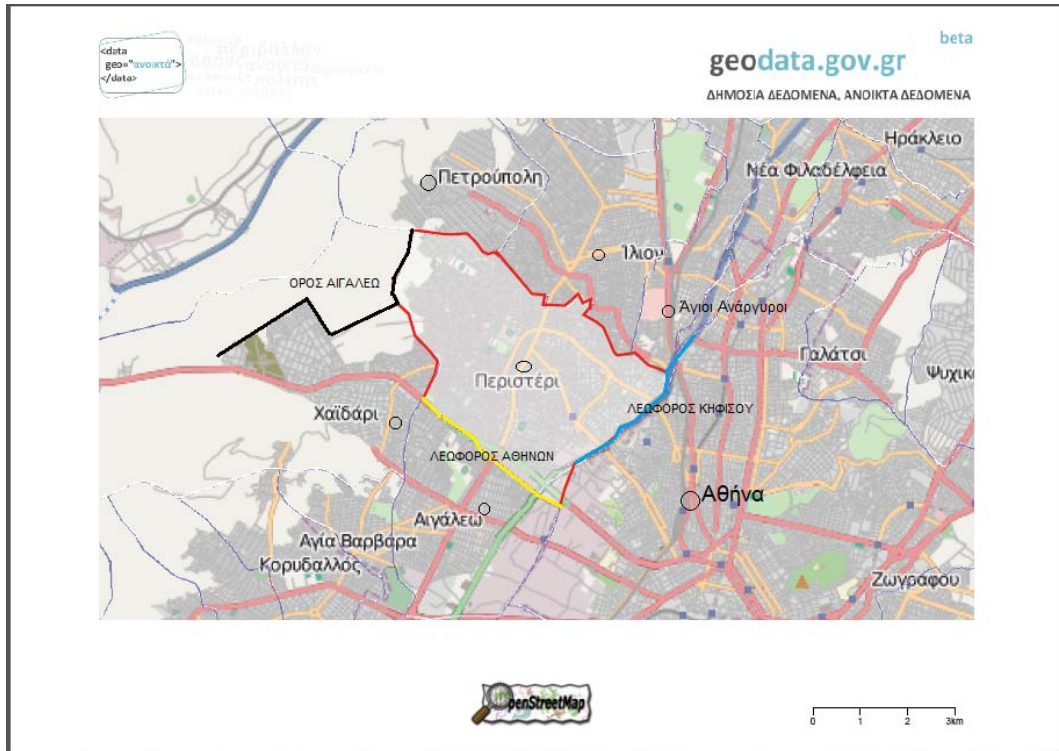 <data
geo="ανοικτά">
</data>
beta
geodata.gov.gr
ΔΗΜΟΣΙΑ ΔΕΔΟΜΕΝΑ, ΑΝΟΙΚΤΑ ΔΕΔΟΜΕΝΑ
Ηράκλειο
Νέα Φιλαδέλφεια
Πετρούπολη
Ίλιον
ΟΡΟΣ ΑΙΓΑΛΕΩ
Άγιοι Ανάργυροι
Γαλάτσι
Ψυχικ
Περιστέρι
Χαϊδάρι
ΛΕΩΦΟΡΟΣ ΚΗΦΙΣΟΥ
ΛΕΩΦΟΡΟΣ ΑΘΗΝΩΝ
Αθήνα
Αιγάλεω
Αγία Βαρβάρα
Κορυδαλλός
Ζωγράφου
penStreetMap
0 1 2 3km